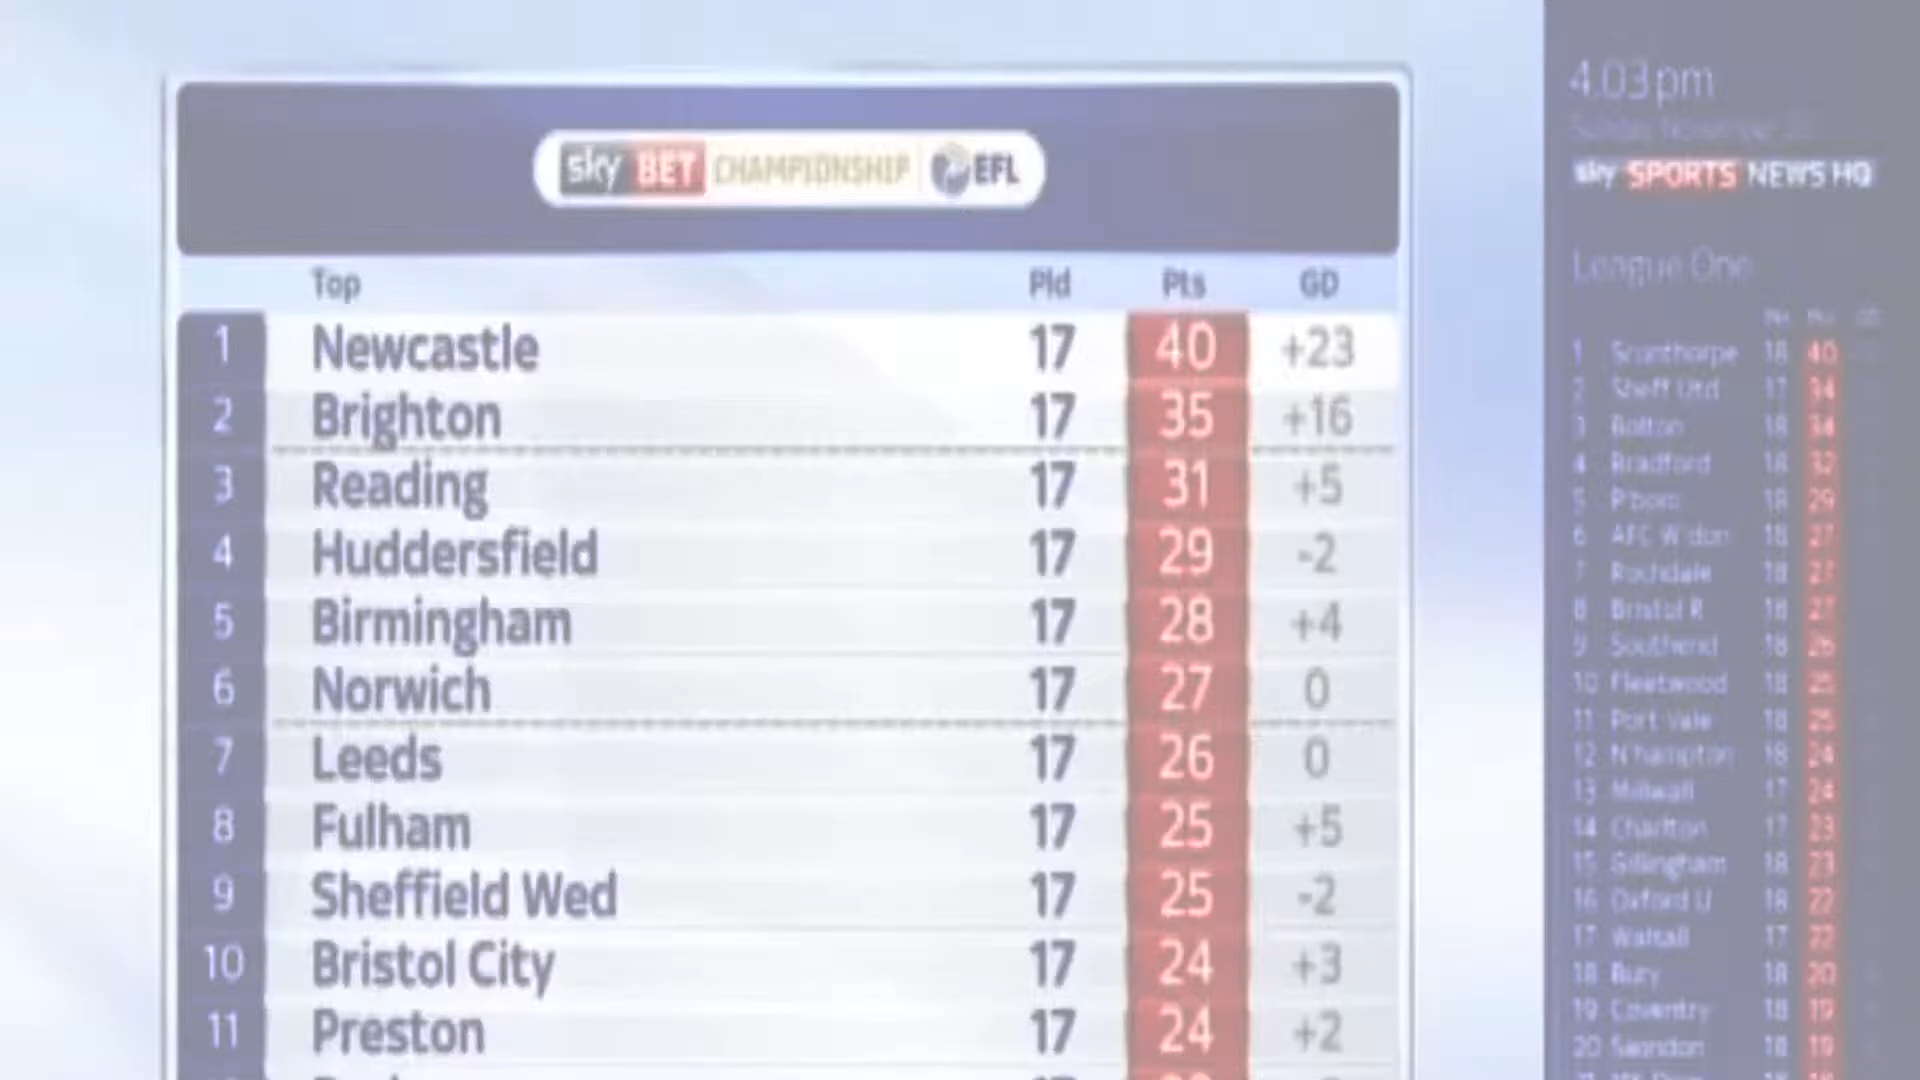 sky BET CHAMPIONSHIP EFL
Top Pld Pts GD
1 Newcastle 17 40 +23
2 Brighton 17 35 +16
3 Reading 17 31 +5
4 Huddersfield 17 29 -2
5 Birmingham 17 28 +4
6 Norwich 17 27 0
7 Leeds 17 26 0
8 Fulham 17 25 +5
9 Sheffield Wed 17 25 -2
10 Bristol City 17 24 +3
11 Preston 17 24 +2
4.03pm
Sunday November
sky SPORTS NEWS HQ
League One
1 Scunthorpe 18 40
2 Sheff Utd 17 34
3 Bolton 18 34
4 Bradford 18 32
5 P'boro 18 29
6 AFC W'don 18 27
7 Rochdale 18 27
8 Bristol R 18 27
9 Southend 18 26
10 Fleetwood 18 25
11 Port Vale 18 25
12 N'hampton 18 24
13 Millwall 17 24
14 Charlton 17 23
15 Gillingham 18 23
16 Oxford U 18 22
17 Walsall 17 22
18 Bury 18 20
19 Coventry 18 19
20 Swindon 18 19